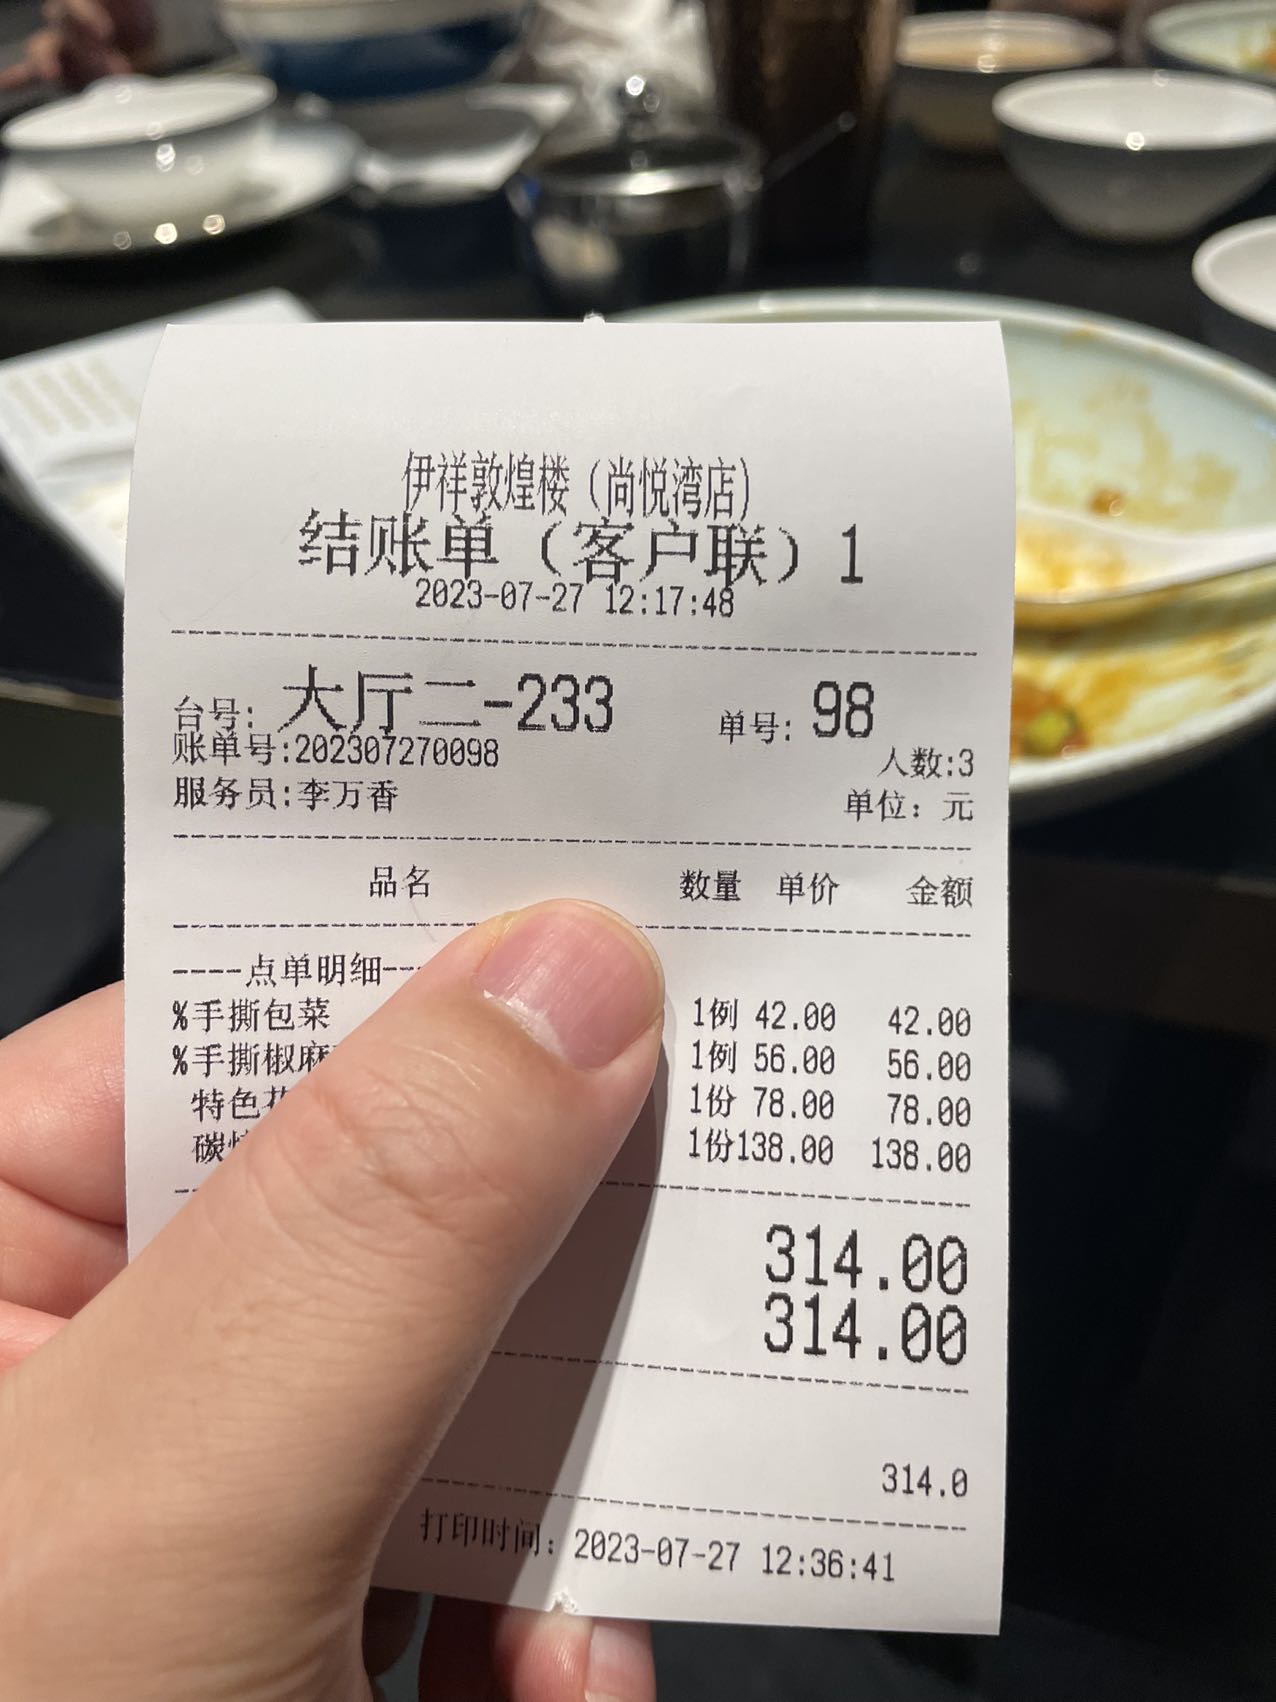 伊祥敦煌楼（尚悦湾店）
结账单（客户联）1
2023-07-27 12:17:48
台号: 大厅二-233 单号: 98
账单号:202307270098 人数:3
服务员:李万香 单位: 元
品名 数量 单价 金额
----点单明细--
%手撕包菜 1例 42.00 42.00
%手撕椒麻 1例 56.00 56.00
特色 1份 78.00 78.00
碳 1份 138.00 138.00
314.00
314.00
314.0
打印时间: 2023-07-27 12:36:41